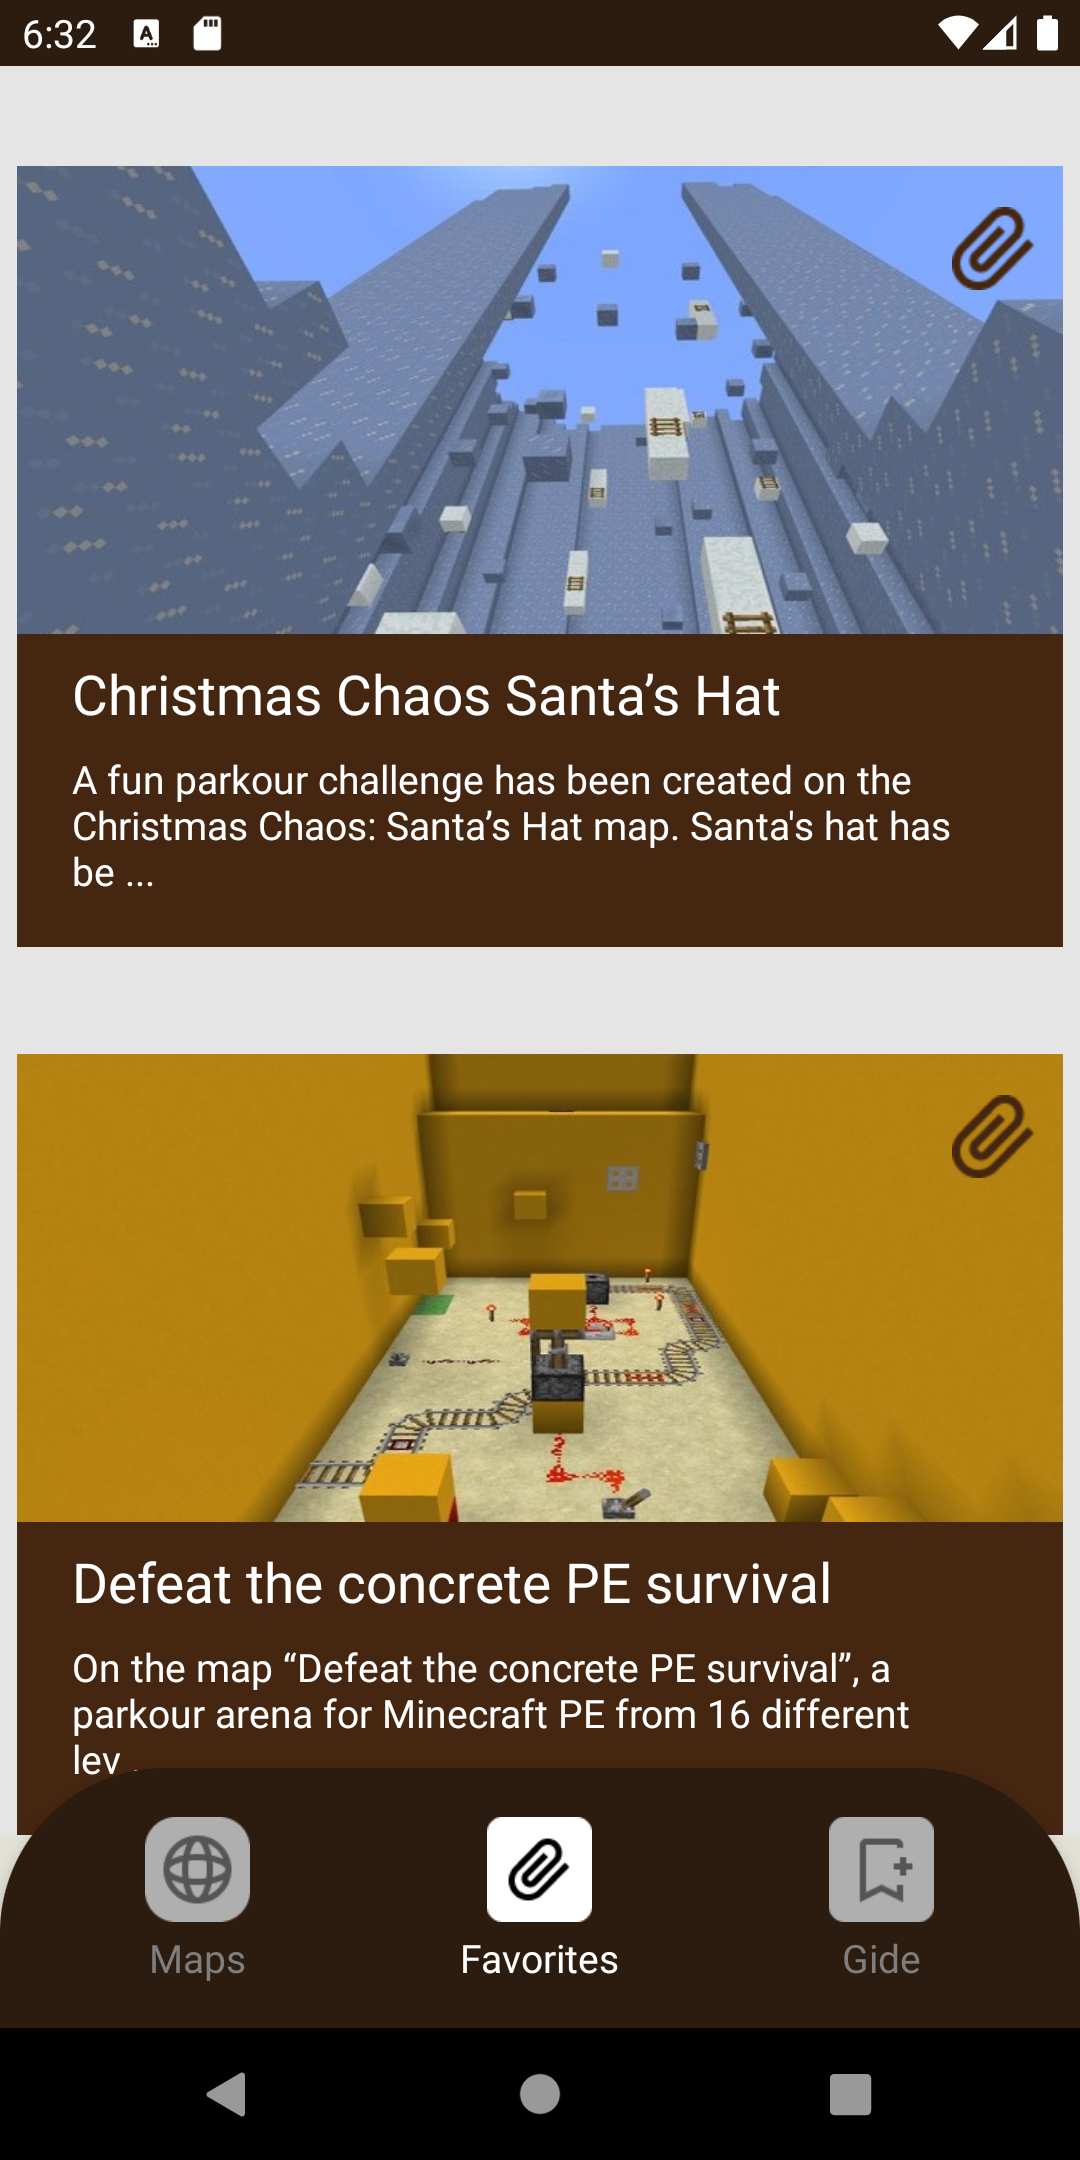 6:32
Christmas Chaos Santa’s Hat
A fun parkour challenge has been created on the
Christmas Chaos: Santa’s Hat map. Santa's hat has
be ...
Defeat the concrete PE survival
On the map “Defeat the concrete PE survival”, a
parkour arena for Minecraft PE from 16 different
lev .
Maps
Favorites
Gide